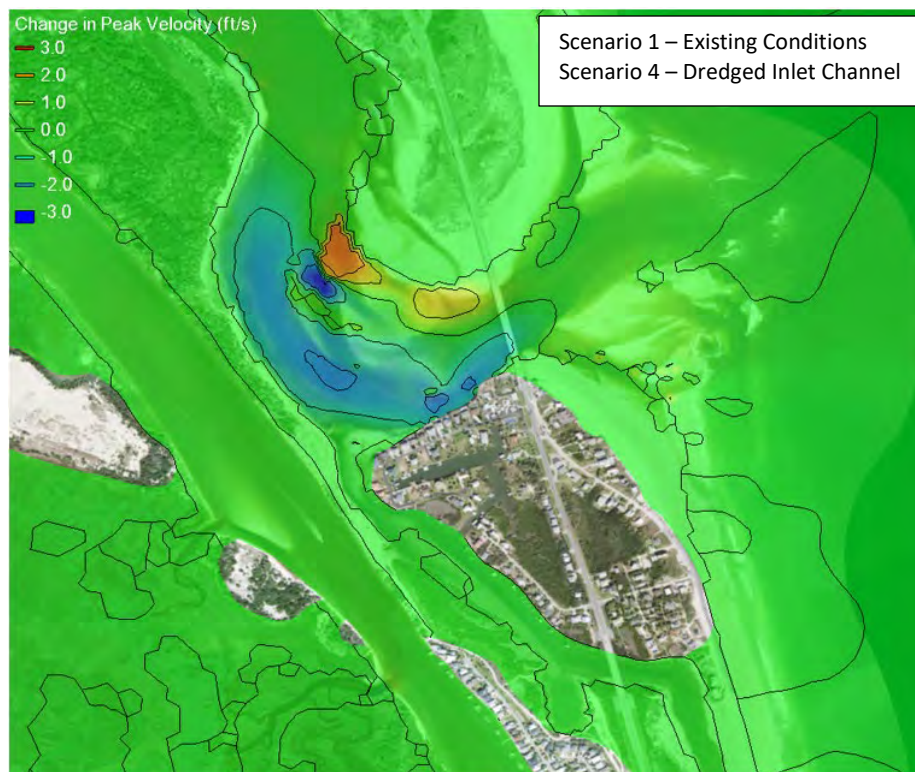 Change in Peak Velocity (ft/s)
3.0
2.0
1.0
0.0
-1.0
-2.0
-3.0
Scenario 1 – Existing Conditions
Scenario 4 – Dredged Inlet Channel